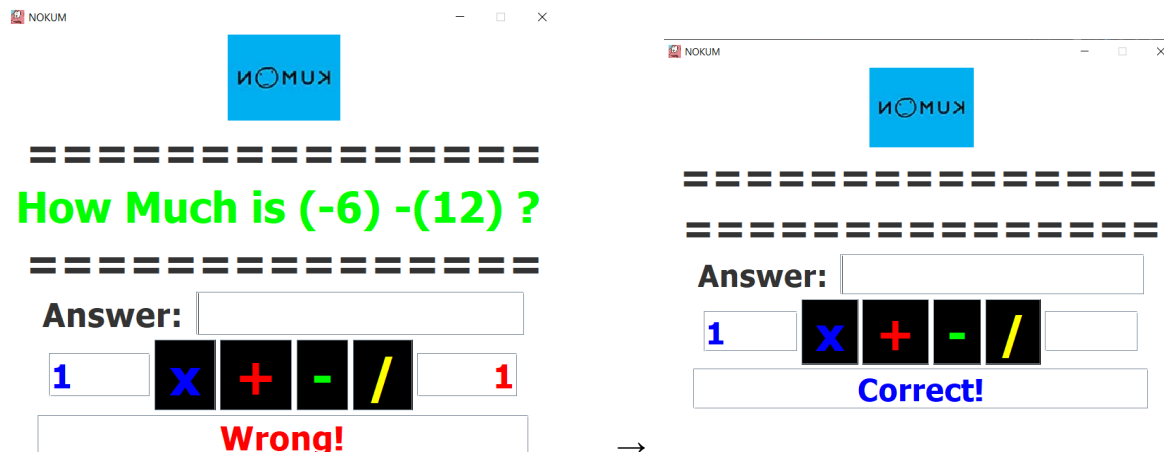 NOKUM
NOMUK
===============
How Much is (-6) -(12) ?
===============
Answer:
1 x + - / 1
Wrong!
→
NOKUM
NOMUK
===============
===============
Answer:
1 x + - /
Correct!